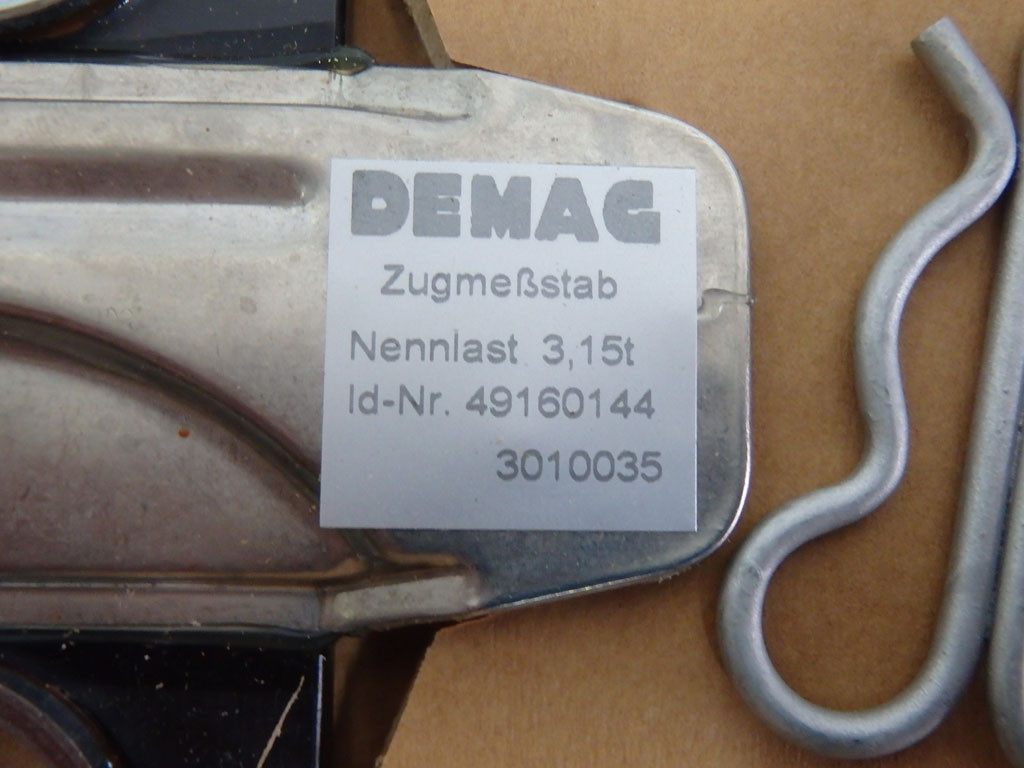 DEMAG
Zugmeßstab
Nennlast 3,15t
Id-Nr. 49160144
3010035